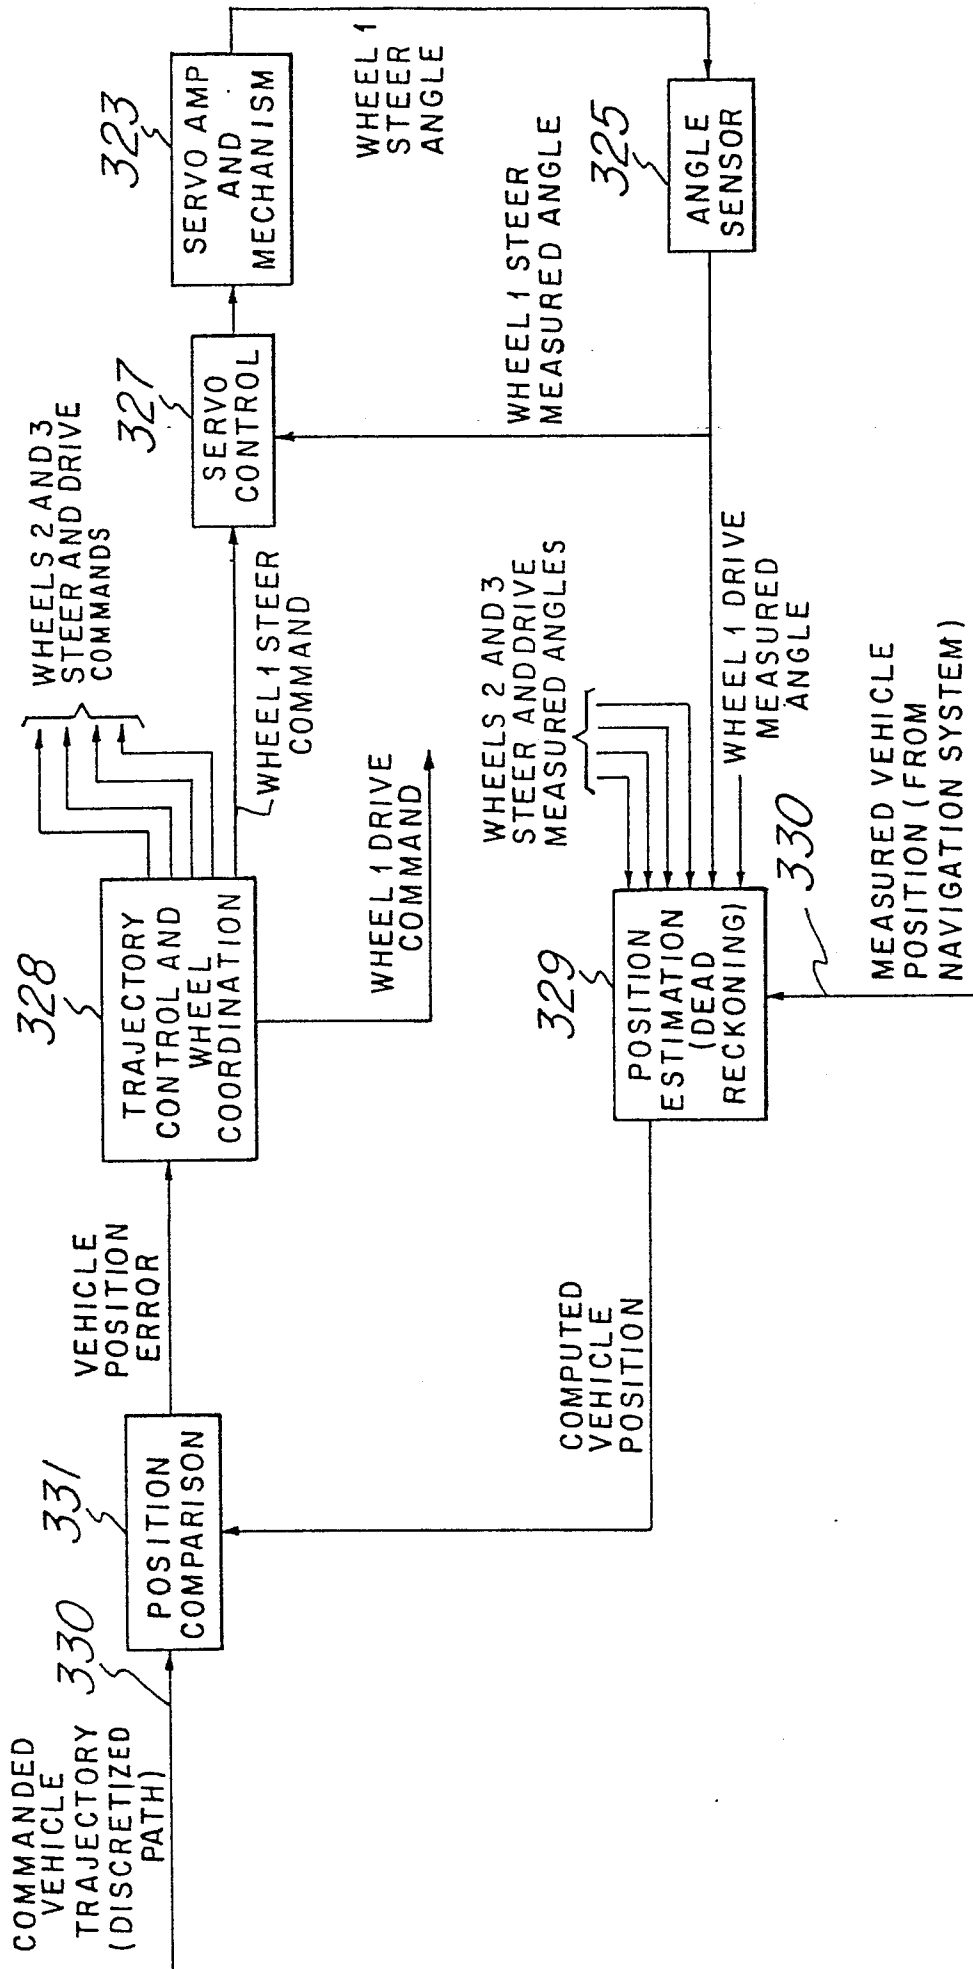 COMMANDED
VEHICLE
TRAJECTORY
(DISCRETIZED
PATH)
330
331
POSITION
COMPARISON
VEHICLE
POSITION
ERROR
328
TRAJECTORY
CONTROL AND
WHEEL
COORDINATION
WHEELS 2 AND 3
STEER AND DRIVE
COMMANDS
WHEEL 1 STEER
COMMAND
WHEEL 1 DRIVE
COMMAND
327
SERVO
CONTROL
323
SERVO AMP
AND
MECHANISM
WHEEL 1
STEER
ANGLE
WHEEL 1 STEER
MEASURED ANGLE
325
ANGLE
SENSOR
COMPUTED
VEHICLE
POSITION
329
POSITION
ESTIMATION
(DEAD
RECKONING)
WHEELS 2 AND 3
STEER AND DRIVE
MEASURED ANGLES
WHEEL 1 DRIVE
MEASURED
ANGLE
330
MEASURED VEHICLE
POSITION (FROM
NAVIGATION SYSTEM)